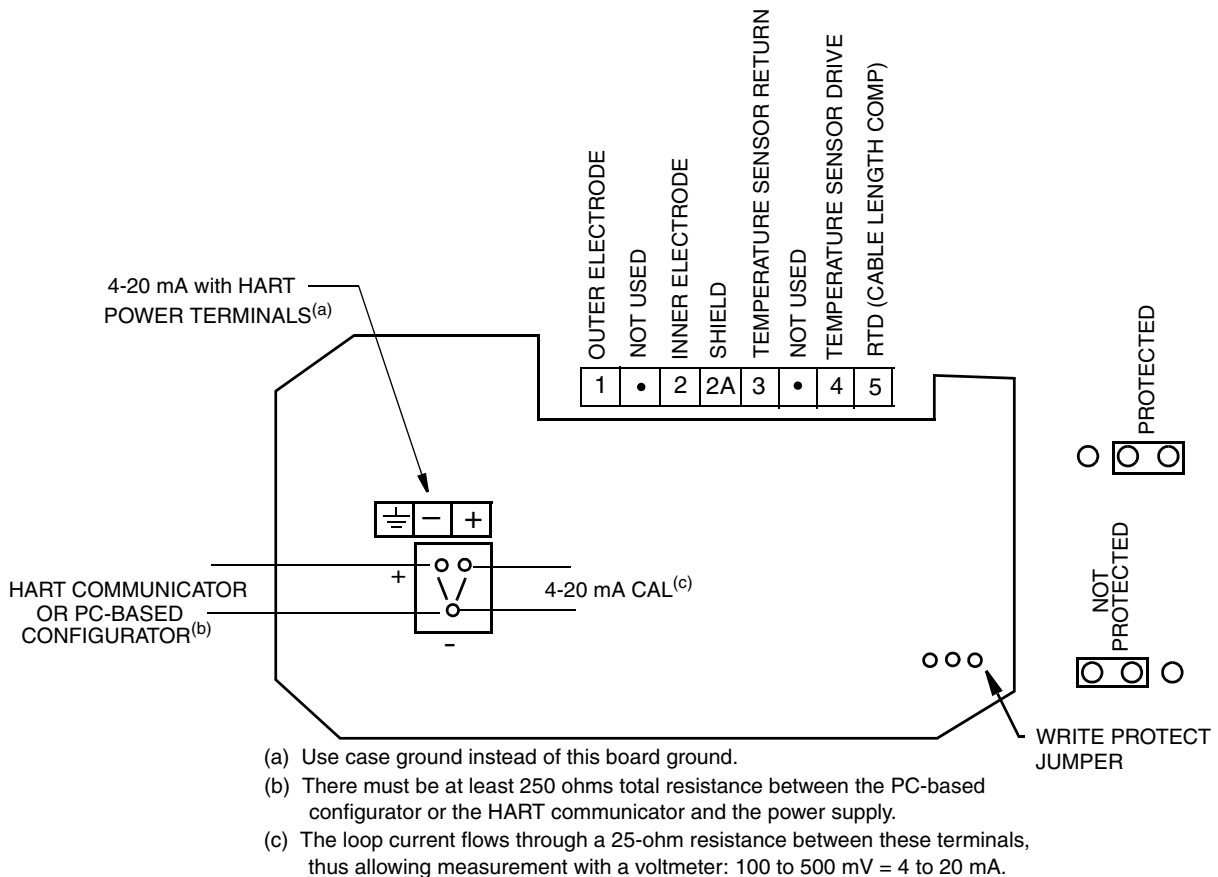 OUTER ELECTRODE
NOT USED
INNER ELECTRODE
SHIELD
TEMPERATURE SENSOR RETURN
NOT USED
TEMPERATURE SENSOR DRIVE
RTD (CABLE LENGTH COMP)
1 • 2 2A 3 • 4 5
4-20 mA with HART
POWER TERMINALS(a)
PROTECTED
− +
+
HART COMMUNICATOR
OR PC-BASED
CONFIGURATOR(b)
4-20 mA CAL(c)
-
NOT
PROTECTED
WRITE PROTECT
JUMPER
(a) Use case ground instead of this board ground.
(b) There must be at least 250 ohms total resistance between the PC-based
configurator or the HART communicator and the power supply.
(c) The loop current flows through a 25-ohm resistance between these terminals,
thus allowing measurement with a voltmeter: 100 to 500 mV = 4 to 20 mA.